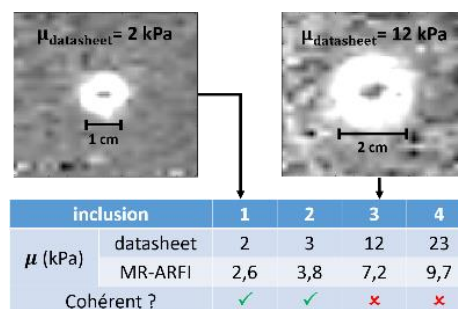 μdatasheet= 2 kPa
μdatasheet= 12 kPa
1 cm
2 cm
inclusion 1 2 3 4
μ (kPa) datasheet 2 3 12 23
MR-ARFI 2,6 3,8 7,2 9,7
Cohérent ? ✓ ✓ × ×